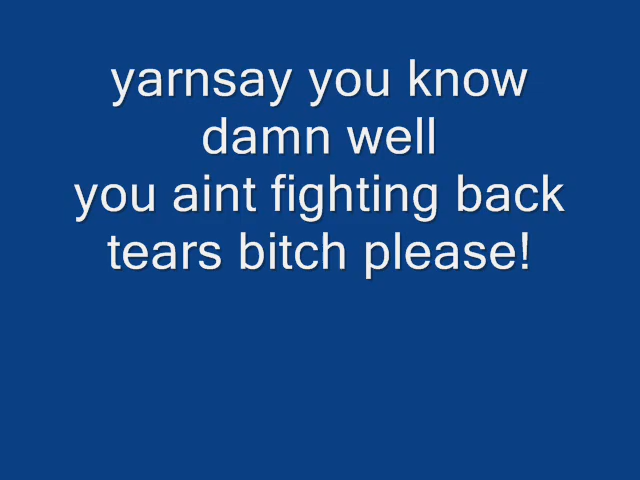 yarnsay you know
damn well
you aint fighting back
tears bitch please!